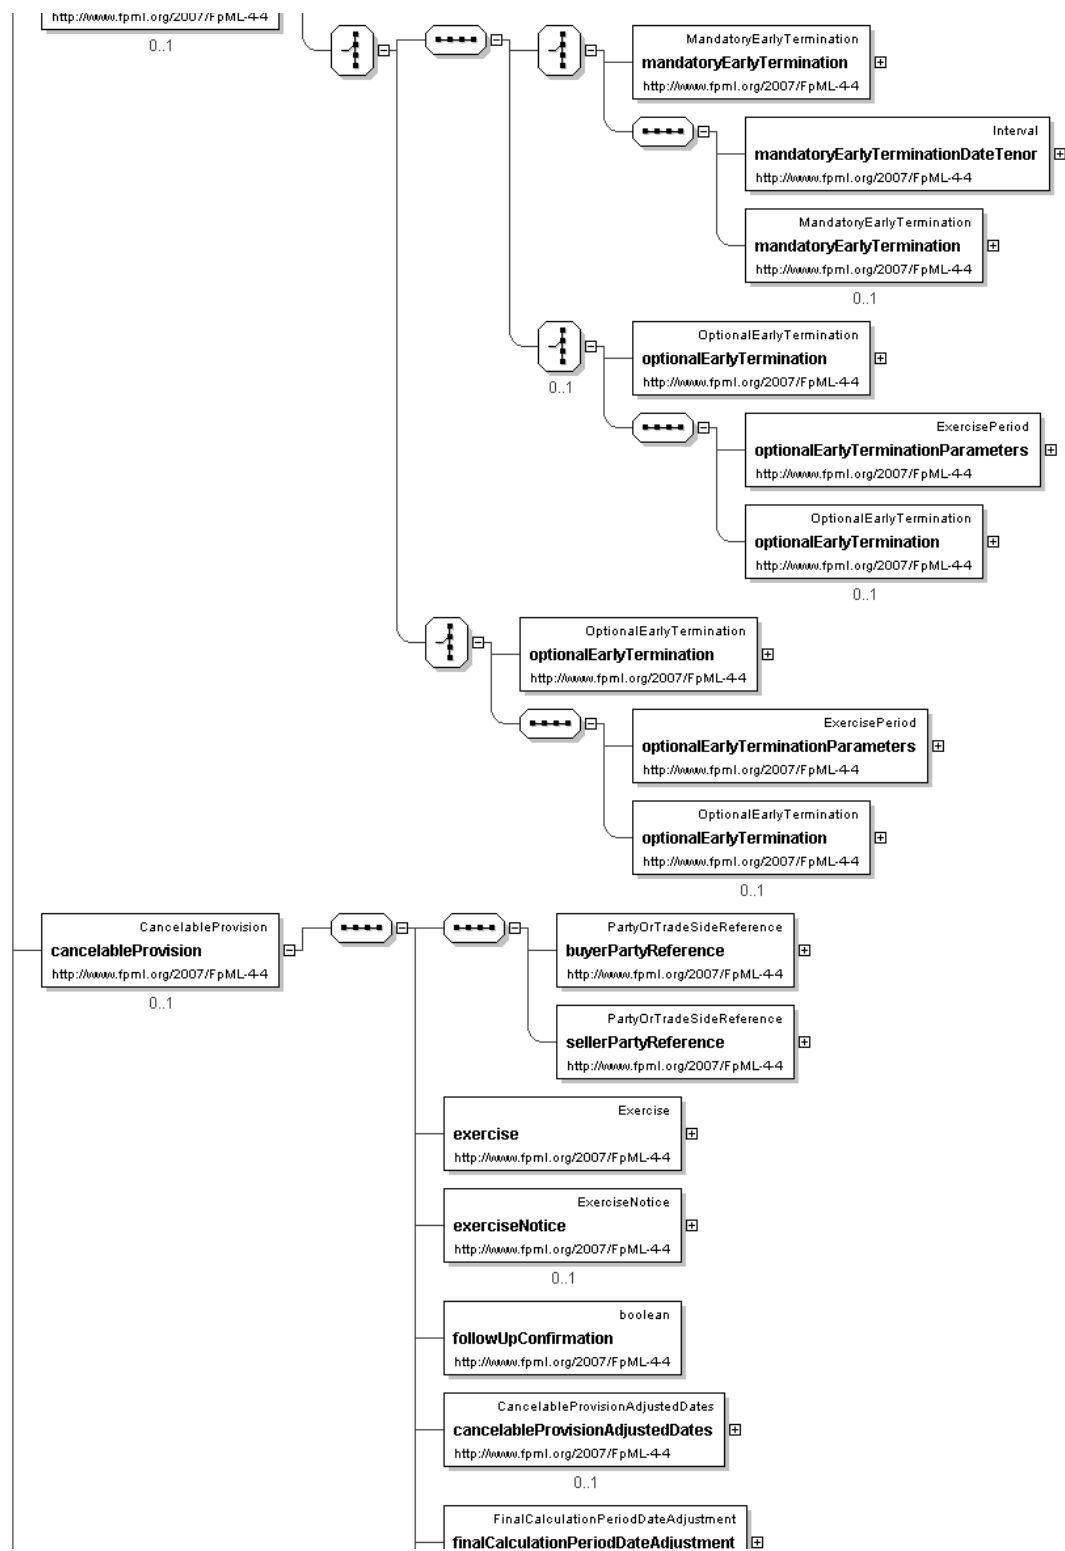 http://www.fpml.org/2007/FpML-4-4
0..1
MandatoryEarlyTermination
mandatoryEarlyTermination
http://www.fpml.org/2007/FpML-4-4
Interval
mandatoryEarlyTerminationDateTenor
http://www.fpml.org/2007/FpML-4-4
MandatoryEarlyTermination
mandatoryEarlyTermination
http://www.fpml.org/2007/FpML-4-4
0..1
OptionalEarlyTermination
optionalEarlyTermination
http://www.fpml.org/2007/FpML-4-4
0..1
ExercisePeriod
optionalEarlyTerminationParameters
http://www.fpml.org/2007/FpML-4-4
OptionalEarlyTermination
optionalEarlyTermination
http://www.fpml.org/2007/FpML-4-4
0..1
OptionalEarlyTermination
optionalEarlyTermination
http://www.fpml.org/2007/FpML-4-4
ExercisePeriod
optionalEarlyTerminationParameters
http://www.fpml.org/2007/FpML-4-4
OptionalEarlyTermination
optionalEarlyTermination
http://www.fpml.org/2007/FpML-4-4
0..1
CancelableProvision
cancelableProvision
http://www.fpml.org/2007/FpML-4-4
0..1
PartyOrTradeSideReference
buyerPartyReference
http://www.fpml.org/2007/FpML-4-4
PartyOrTradeSideReference
sellerPartyReference
http://www.fpml.org/2007/FpML-4-4
Exercise
exercise
http://www.fpml.org/2007/FpML-4-4
ExerciseNotice
exerciseNotice
http://www.fpml.org/2007/FpML-4-4
0..1
boolean
followUpConfirmation
http://www.fpml.org/2007/FpML-4-4
CancelableProvisionAdjustedDates
cancelableProvisionAdjustedDates
http://www.fpml.org/2007/FpML-4-4
0..1
FinalCalculationPeriodDateAdjustment
finalCalculationPeriodDateAdjustment